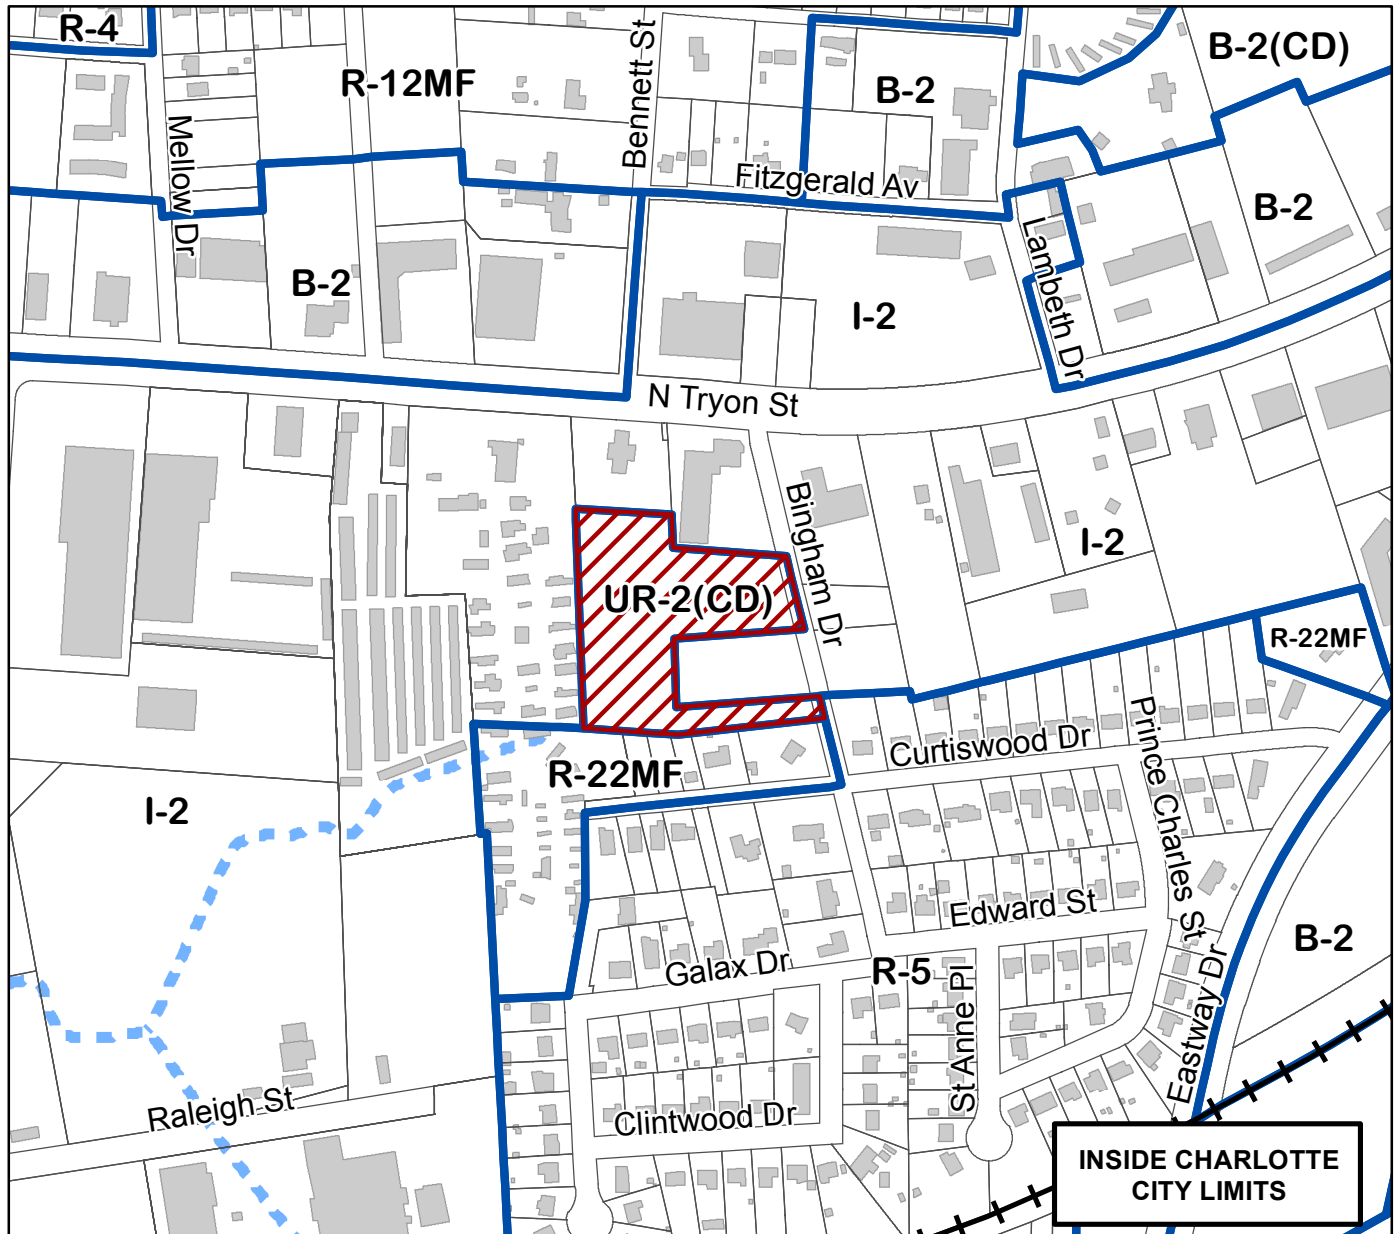 R-4
R-12MF
Bennett St
B-2
B-2(CD)
Mellow Dr
Fitzgerald Av
B-2
Lambeth Dr
B-2
I-2
N Tryon St
Bingham Dr
I-2
UR-2(CD)
R-22MF
Prince Charles St
Curtiswood Dr
R-22MF
I-2
Edward St
B-2
Galax Dr
R-5
St Anne Pl
Eastway Dr
Raleigh St
Clintwood Dr
INSIDE CHARLOTTE
CITY LIMITS